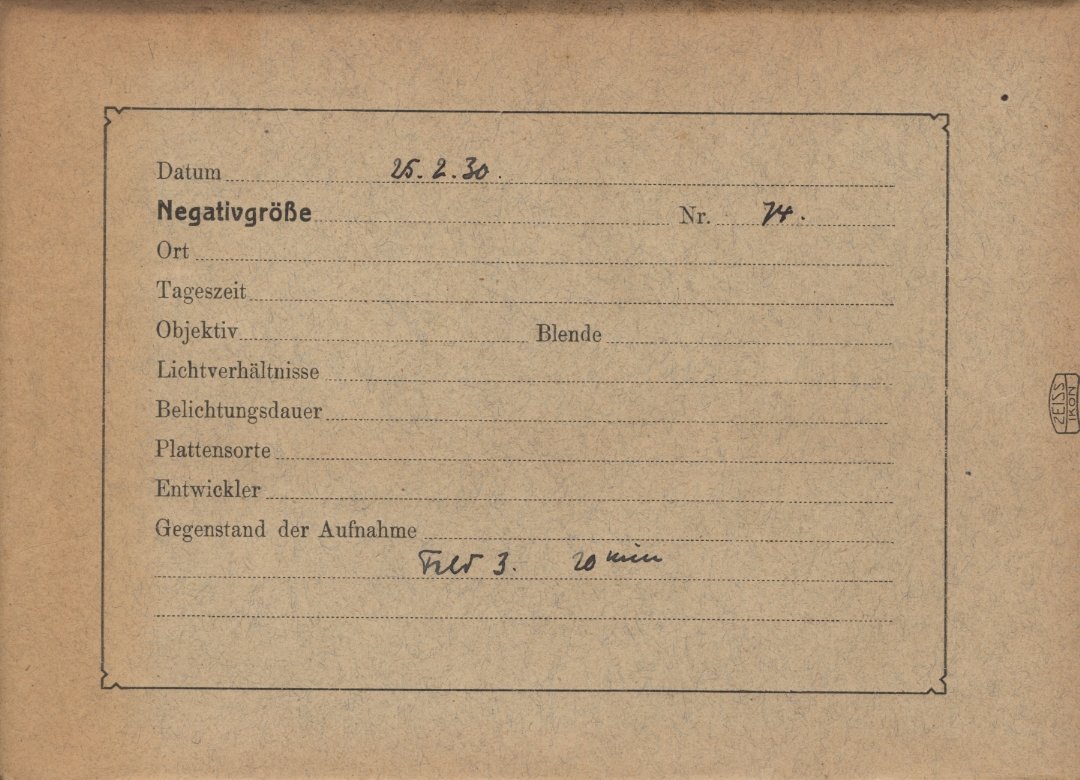 Datum 25. 2. 30.
Negativgröße Nr. 74.
Ort
Tageszeit
Objektiv Blende
Lichtverhältnisse
Belichtungsdauer
Plattensorte
Entwickler
Gegenstand der Aufnahme
Feld 3. 20 min
ZEISS
IKON